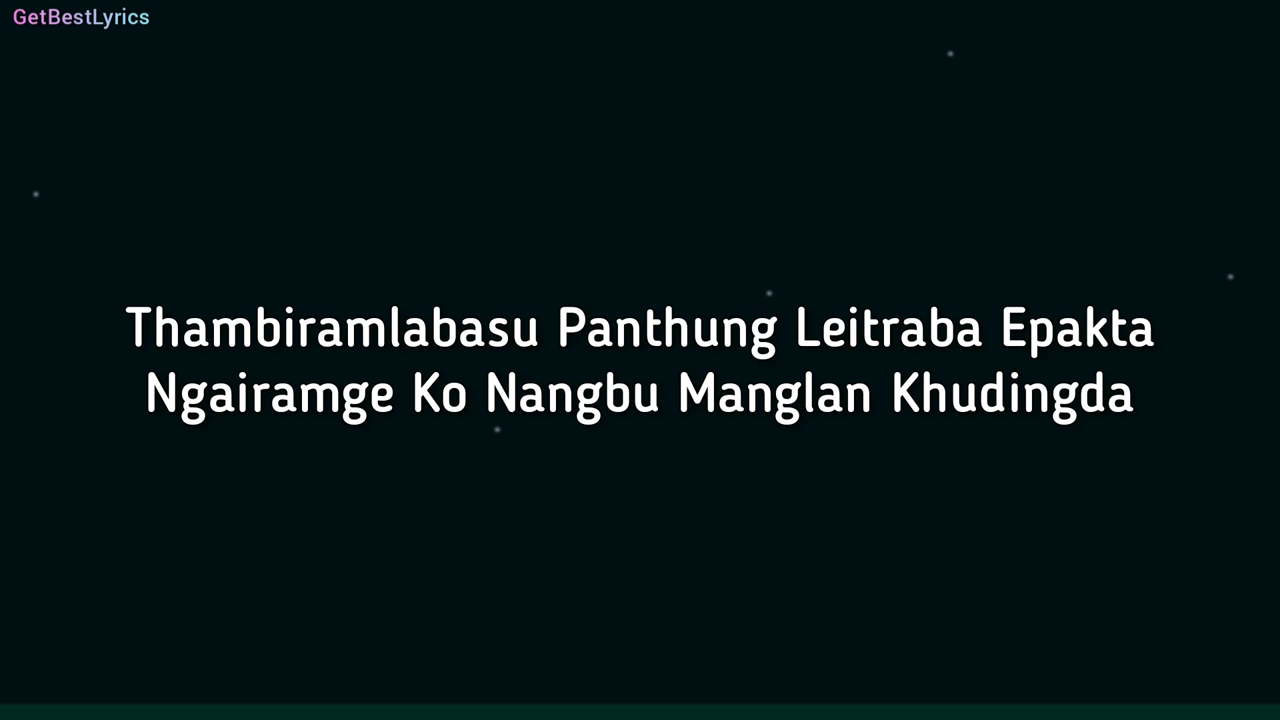 GetBestLyrics
Thambiramlabasu Panthung Leitraba Epakta
Ngairamge Ko Nangbu Manglan Khudingda